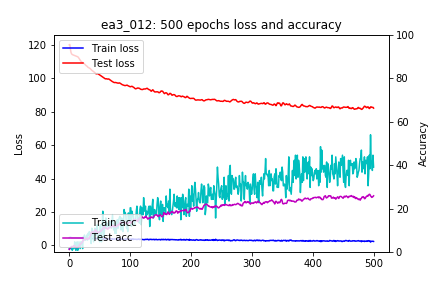 ea3_012: 500 epochs loss and accuracy
120
100
80
60
40
20
0
Loss
Train loss
Test loss
Train acc
Test acc
100
80
60
40
20
0
Accuracy
0
100
200
300
400
500